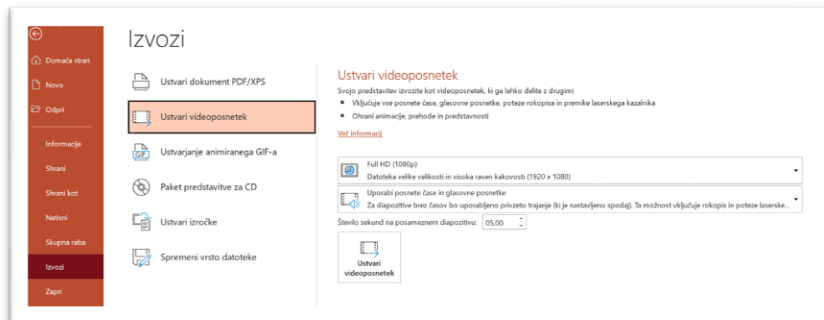 Izvozi
Domača stran
Novo
Odpri
Informacije
Shrani
Shrani kot
Natisni
Skupna raba
Izvozi
Zapri
Ustvari dokument PDF/XPS
Ustvari videoposnetek
Ustvarjanje animiranega GIF-a
Paket predstavitve za CD
Ustvari izročke
Spremeni vrsto datoteke
Ustvari videoposnetek
Svojo predstavitev izvozite kot videoposnetek, ki ga lahko delite z drugimi
Vključuje vse posnete čase, glasovne posnetke, poteze rokopisa in premike laserskega kazalnika
Ohrani animacije, prehode in predstavnosti
Več informacij
Full HD (1080p)
Datoteka velike velikosti in visoka raven kakovosti (1920 x 1080)
Uporabi posnete čase in glasovne posnetke
Za diapozitive brez časov bo uporabljeno privzeto trajanje (ki je nastavljeno spodaj). Ta možnost vključuje rokopis in poteze laserske...
Število sekund na posameznem diapozitivu: 05,00
Ustvari
videoposnetek